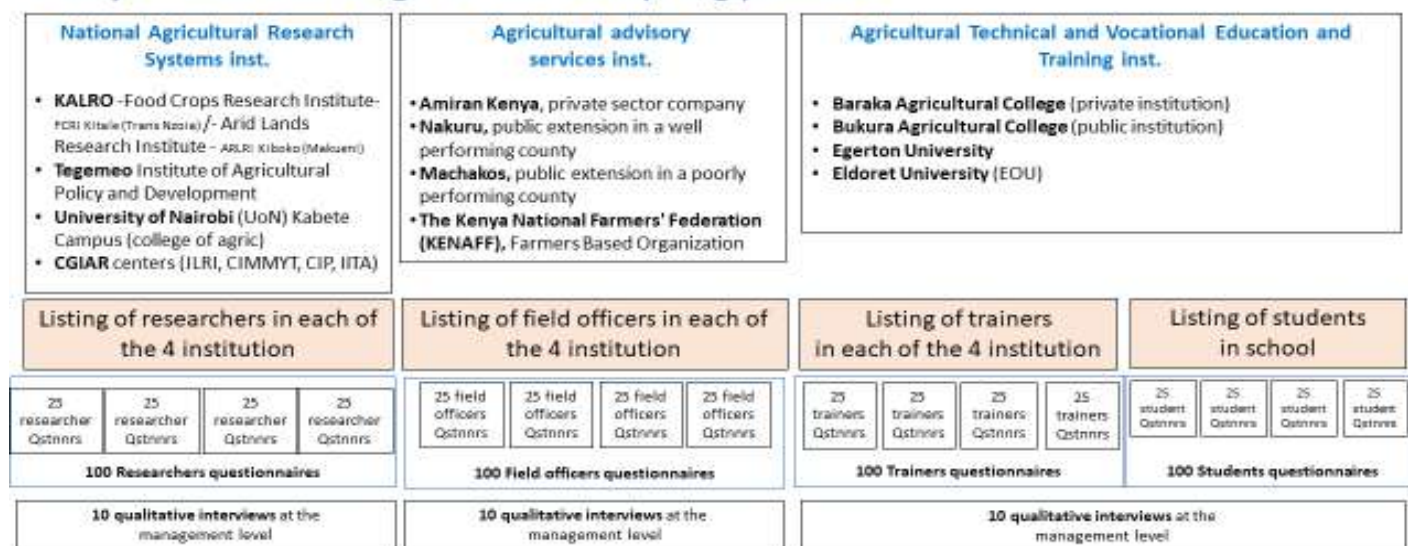 National Agricultural Research
Systems inst.
• KALRO -Food Crops Research Institute-
FCRI Kitale (Trans Nzoia) /- Arid Lands
Research Institute - ARLRI Kiboko (Makueni)
• Tegemeo Institute of Agricultural
Policy and Development
• University of Nairobi (UoN) Kabete
Campus (college of agric)
• CGIAR centers (ILRI, CIMMYT, CIP, IITA)
Agricultural advisory
services inst.
• Amiran Kenya, private sector company
• Nakuru, public extension in a well
performing county
• Machakos, public extension in a poorly
performing county
• The Kenya National Farmers' Federation
(KENAFF), Farmers Based Organization
Agricultural Technical and Vocational Education and
Training inst.
• Baraka Agricultural College (private institution)
• Bukura Agricultural College (public institution)
• Egerton University
• Eldoret University (EOU)
Listing of researchers in each of
the 4 institution
Listing of field officers in each of
the 4 institution
Listing of trainers
in each of the 4 institution
Listing of students
in school
25
researcher
Qstnnrs
25
researcher
Qstnnrs
25
researcher
Qstnnrs
25
researcher
Qstnnrs
100 Researchers questionnaires
25 field
officers
Qstnnrs
25 field
officers
Qstnnrs
25 field
officers
Qstnnrs
25 field
officers
Qstnnrs
100 Field officers questionnaires
25
trainers
Qstnnrs
25
trainers
Qstnnrs
25
trainers
Qstnnrs
25
trainers
Qstnnrs
100 Trainers questionnaires
25
student
Qstnnrs
25
student
Qstnnrs
25
student
Qstnnrs
25
student
Qstnnrs
100 Students questionnaires
10 qualitative interviews at the
management level
10 qualitative interviews at the
management level
10 qualitative interviews at the
management level